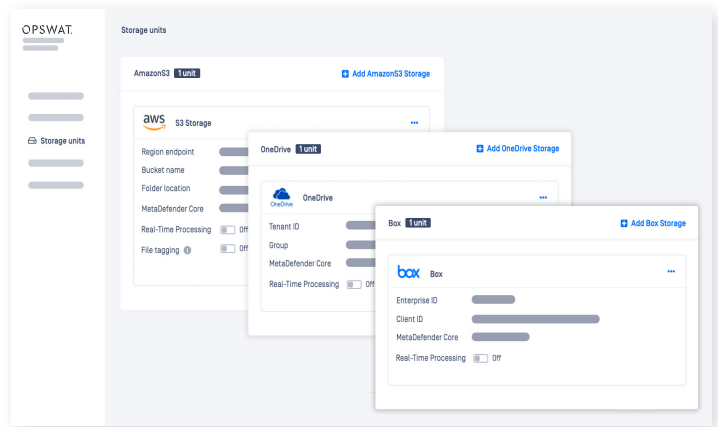 OPSWAT.
Storage units
Storage units
AmazonS3 1 unit
Add AmazonS3 Storage
aws S3 Storage
Region endpoint
Bucket name
Folder location
MetaDefender Core
Real-Time Processing Off
File tagging Off
OneDrive 1 unit
Add OneDrive Storage
OneDrive OneDrive
Tenant ID
Group
MetaDefender Core
Real-Time Processing Off
Box 1 unit
Add Box Storage
box Box
Enterprise ID
Client ID
MetaDefender Core
Real-Time Processing Off